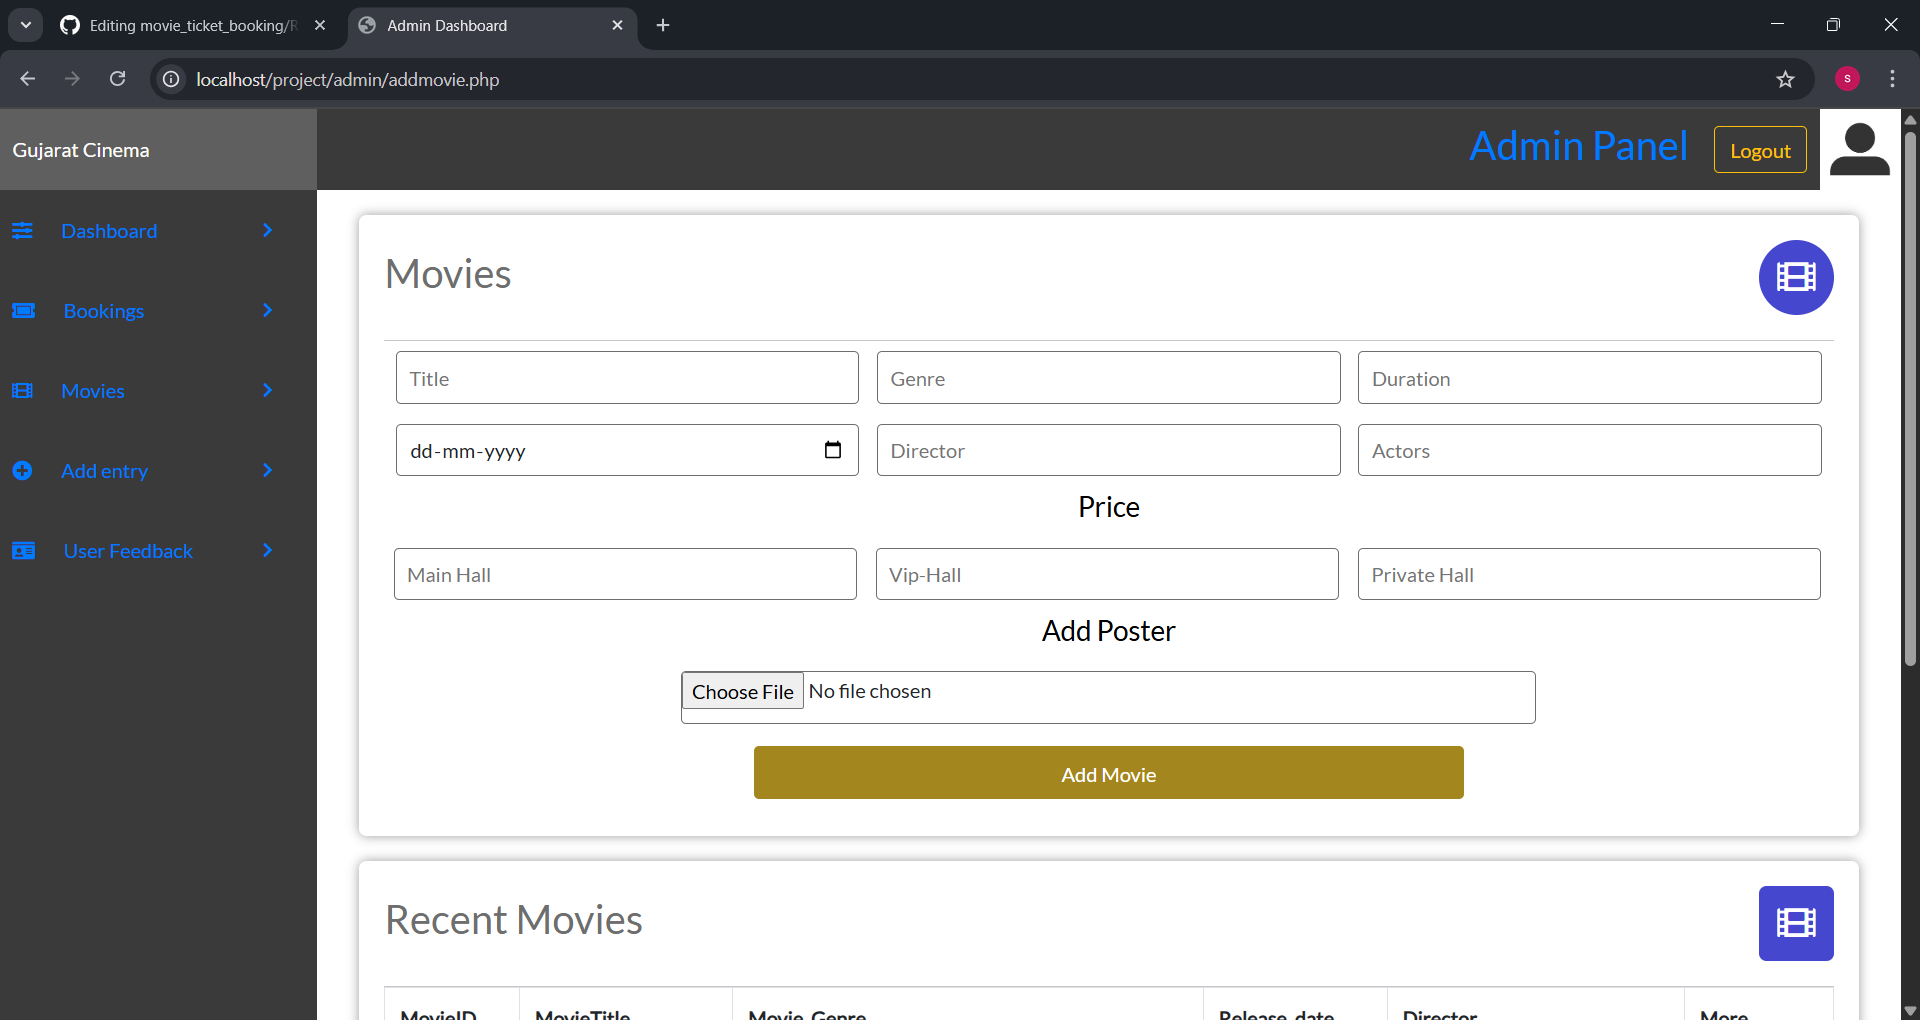 Editing movie_ticket_booking/R
Admin Dashboard
localhost/project/admin/addmovie.php
S
Gujarat Cinema
Admin Panel
Logout
Dashboard
Bookings
Movies
Add entry
User Feedback
Movies
Title
Genre
Duration
dd-mm-yyyy
Director
Actors
Price
Main Hall
Vip-Hall
Private Hall
Add Poster
Choose File No file chosen
Add Movie
Recent Movies
MovieID MovieTitle Movie_Genre Release_date Director More